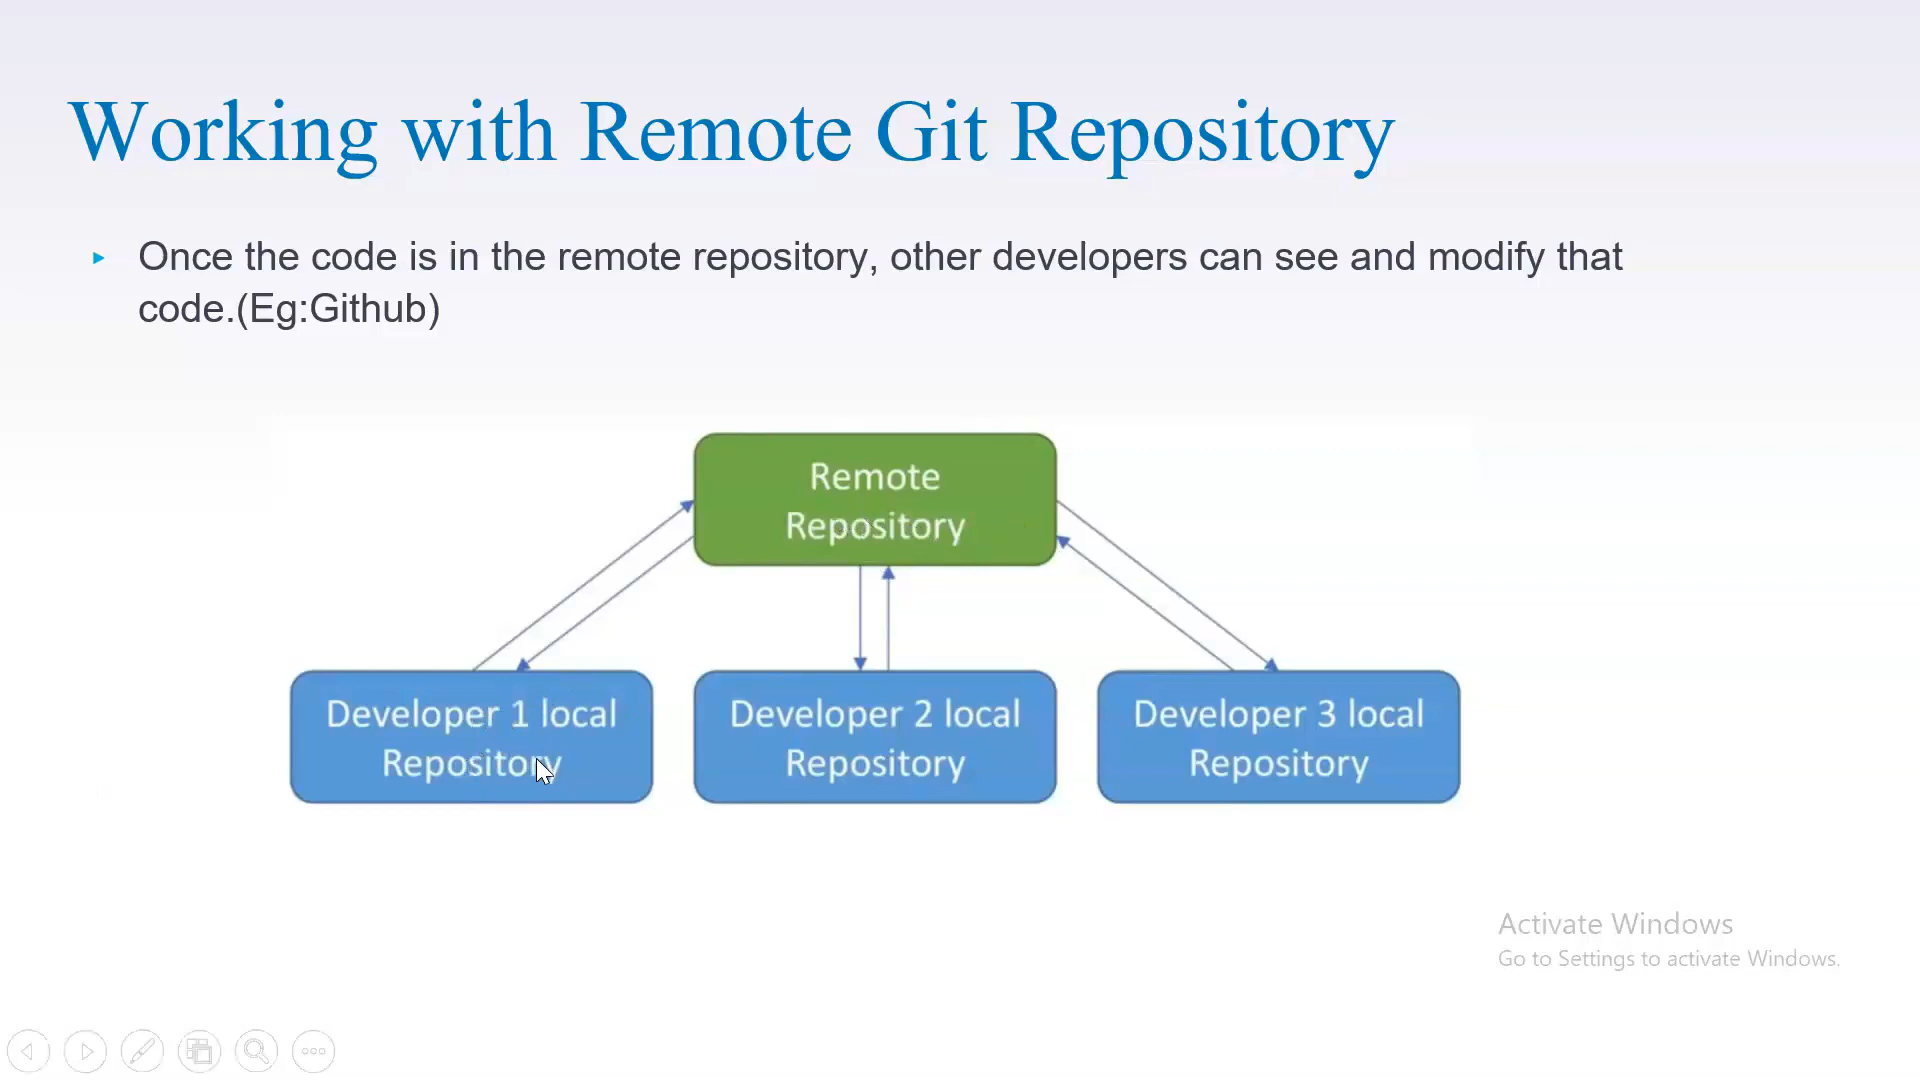 Working with Remote Git Repository
Once the code is in the remote repository, other developers can see and modify that
code.(Eg:Github)
Remote
Repository
Developer 1 local
Repository
Developer 2 local
Repository
Developer 3 local
Repository
Activate Windows
Go to Settings to activate Windows.